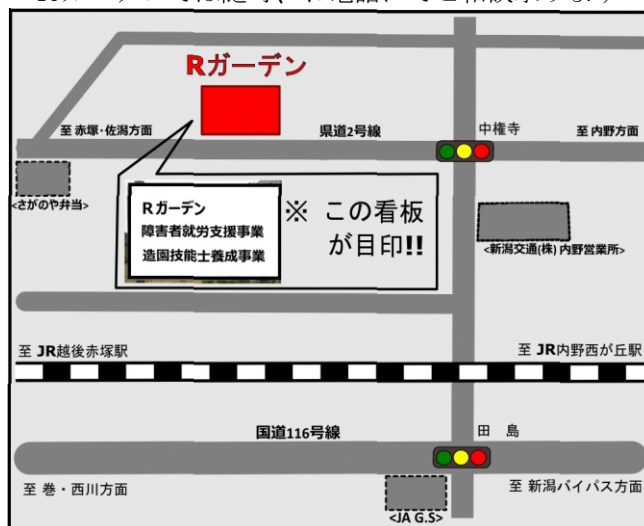 Rガーデン
至 赤塚・佐潟方面
県道2号線
中権寺
至 内野方面
<さがのや弁当>
Rガーデン
障害者就労支援事業
造園技能士養成事業
※ この看板
が目印!!
<新潟交通(株) 内野営業所>
至 JR越後赤塚駅
至 JR内野西が丘駅
国道116号線
田 島
至 巻・西川方面
至 新潟バイパス方面
<JA G.S>